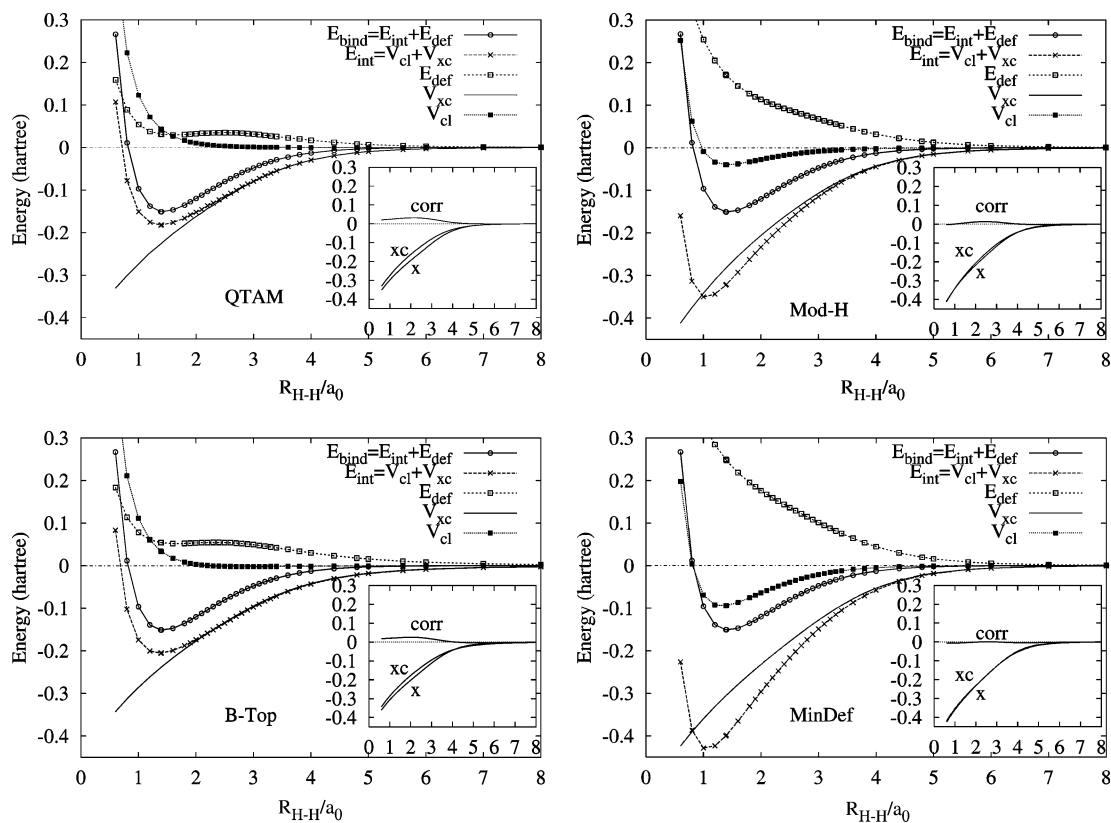 0.3
0.2
0.1
0
-0.1
-0.2
-0.3
-0.4
Energy (hartree)
E_bind=E_int+E_def
E_int=V_cl+V_xc
E_def
V_xc
V_cl
QTAM
corr
xc
x
0.3
0.2
0.1
0
-0.1
-0.2
-0.3
-0.4
0 1 2 3 4 5 6 7 8
0 1 2 3 4 5 6 7 8
R_H-H/a_0
0.3
0.2
0.1
0
-0.1
-0.2
-0.3
-0.4
Energy (hartree)
E_bind=E_int+E_def
E_int=V_cl+V_xc
E_def
V_xc
V_cl
Mod-H
corr
xc
x
0.3
0.2
0.1
0
-0.1
-0.2
-0.3
-0.4
0 1 2 3 4 5 6 7 8
0 1 2 3 4 5 6 7 8
R_H-H/a_0
0.3
0.2
0.1
0
-0.1
-0.2
-0.3
-0.4
Energy (hartree)
E_bind=E_int+E_def
E_int=V_cl+V_xc
E_def
V_xc
V_cl
B-Top
corr
xc
x
0.3
0.2
0.1
-0
-0.1
-0.2
-0.3
-0.4
0 1 2 3 4 5 6 7 8
0 1 2 3 4 5 6 7 8
R_H-H/a_0
0.3
0.2
0.1
0
-0.1
-0.2
-0.3
-0.4
Energy (hartree)
E_bind=E_int+E_def
E_int=V_cl+V_xc
E_def
V_xc
V_cl
MinDef
corr
xc
x
0.3
0.2
0.1
-0
-0.1
-0.2
-0.3
-0.4
0 1 2 3 4 5 6 7 8
0 1 2 3 4 5 6 7 8
R_H-H/a_0